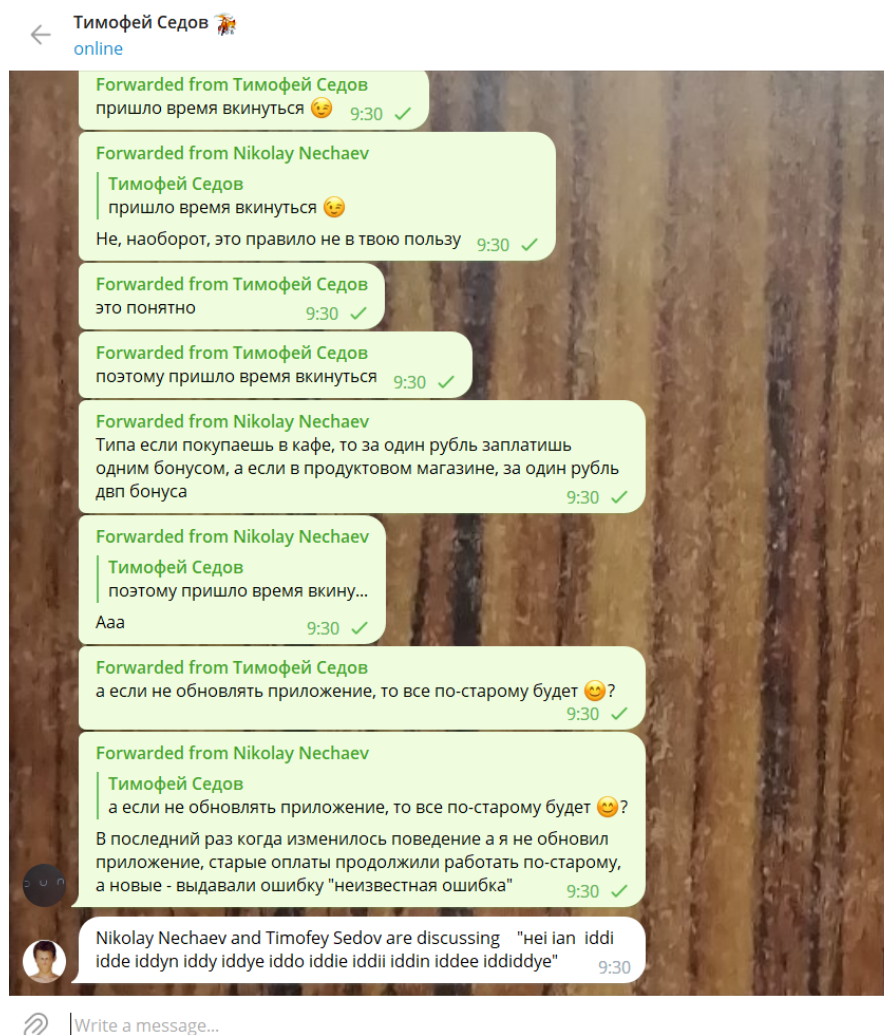 Тимофей Седов
online
Forwarded from Тимофей Седов
пришло время вкинуться 😉 9:30
Forwarded from Nikolay Nechaev
Тимофей Седов
пришло время вкинуться 😉
Не, наоборот, это правило не в твою пользу 9:30
Forwarded from Тимофей Седов
это понятно 9:30
Forwarded from Тимофей Седов
поэтому пришло время вкинуться 9:30
Forwarded from Nikolay Nechaev
Типа если покупаешь в кафе, то за один рубль заплатишь
одним бонусом, а если в продуктовом магазине, за один рубль
двп бонуса 9:30
Forwarded from Nikolay Nechaev
Тимофей Седов
поэтому пришло время вкину...
Ааа 9:30
Forwarded from Тимофей Седов
а если не обновлять приложение, то все по-старому будет 😊?
9:30
Forwarded from Nikolay Nechaev
Тимофей Седов
а если не обновлять приложение, то все по-старому будет 😊?
В последний раз когда изменилось поведение а я не обновил
приложение, старые оплаты продолжили работать по-старому,
а новые - выдавали ошибку "неизвестная ошибка" 9:30
Nikolay Nechaev and Timofey Sedov are discussing "нei ian iddi
idde iddyn iddy iddye iddo iddie iddii iddin iddee iddiddye" 9:30
Write a message...